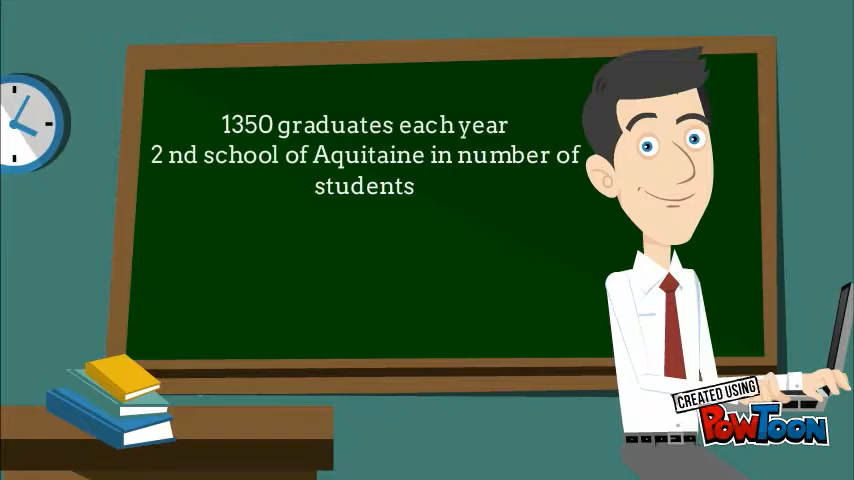 1350 graduates each year
2 nd school of Aquitaine in number of
students
CREATED USING
POWTOON